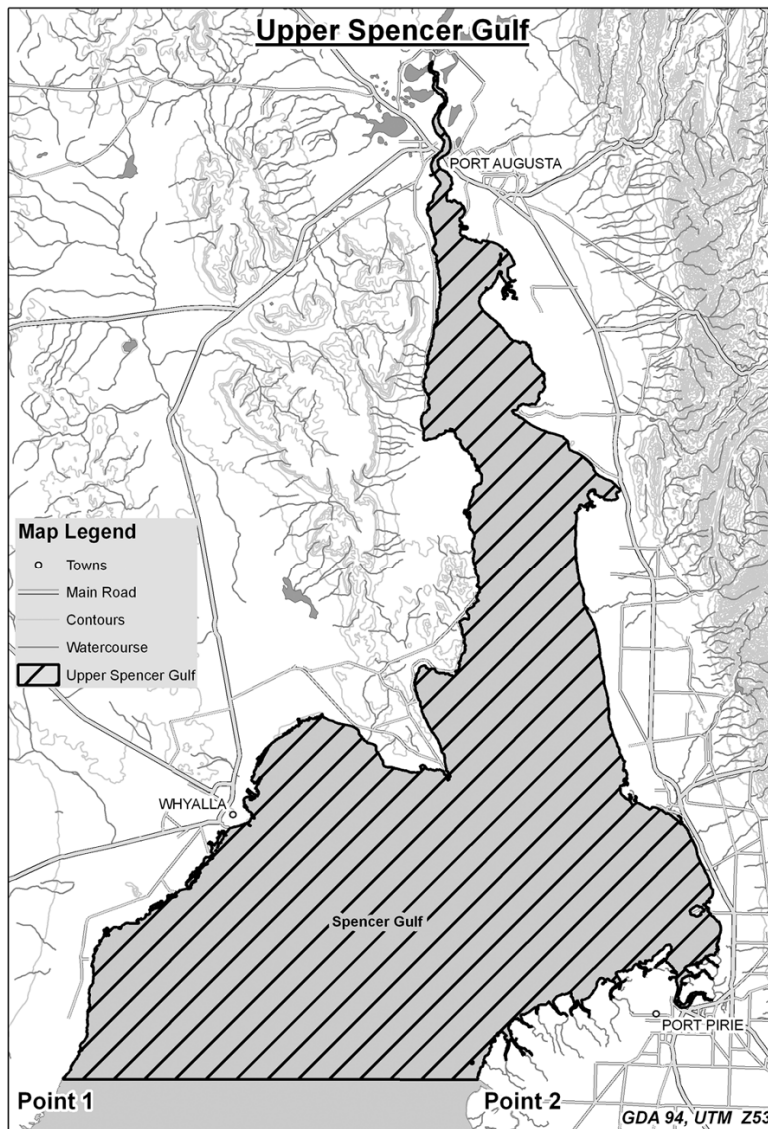 Upper Spencer Gulf
PORT AUGUSTA
Map Legend
Towns
Main Road
Contours
Watercourse
Upper Spencer Gulf
WHYALLA
Spencer Gulf
PORT PIRIE
Point 1
Point 2
GDA 94, UTM Z53